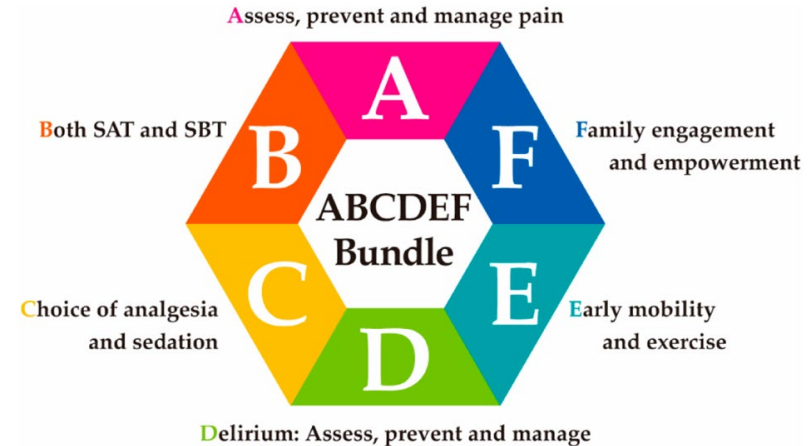 Assess, prevent and manage pain
A
Both SAT and SBT
B
F
Family engagement
and empowerment
ABCDEF
Bundle
Choice of analgesia
and sedation
C
E
Early mobility
and exercise
D
Delirium: Assess, prevent and manage